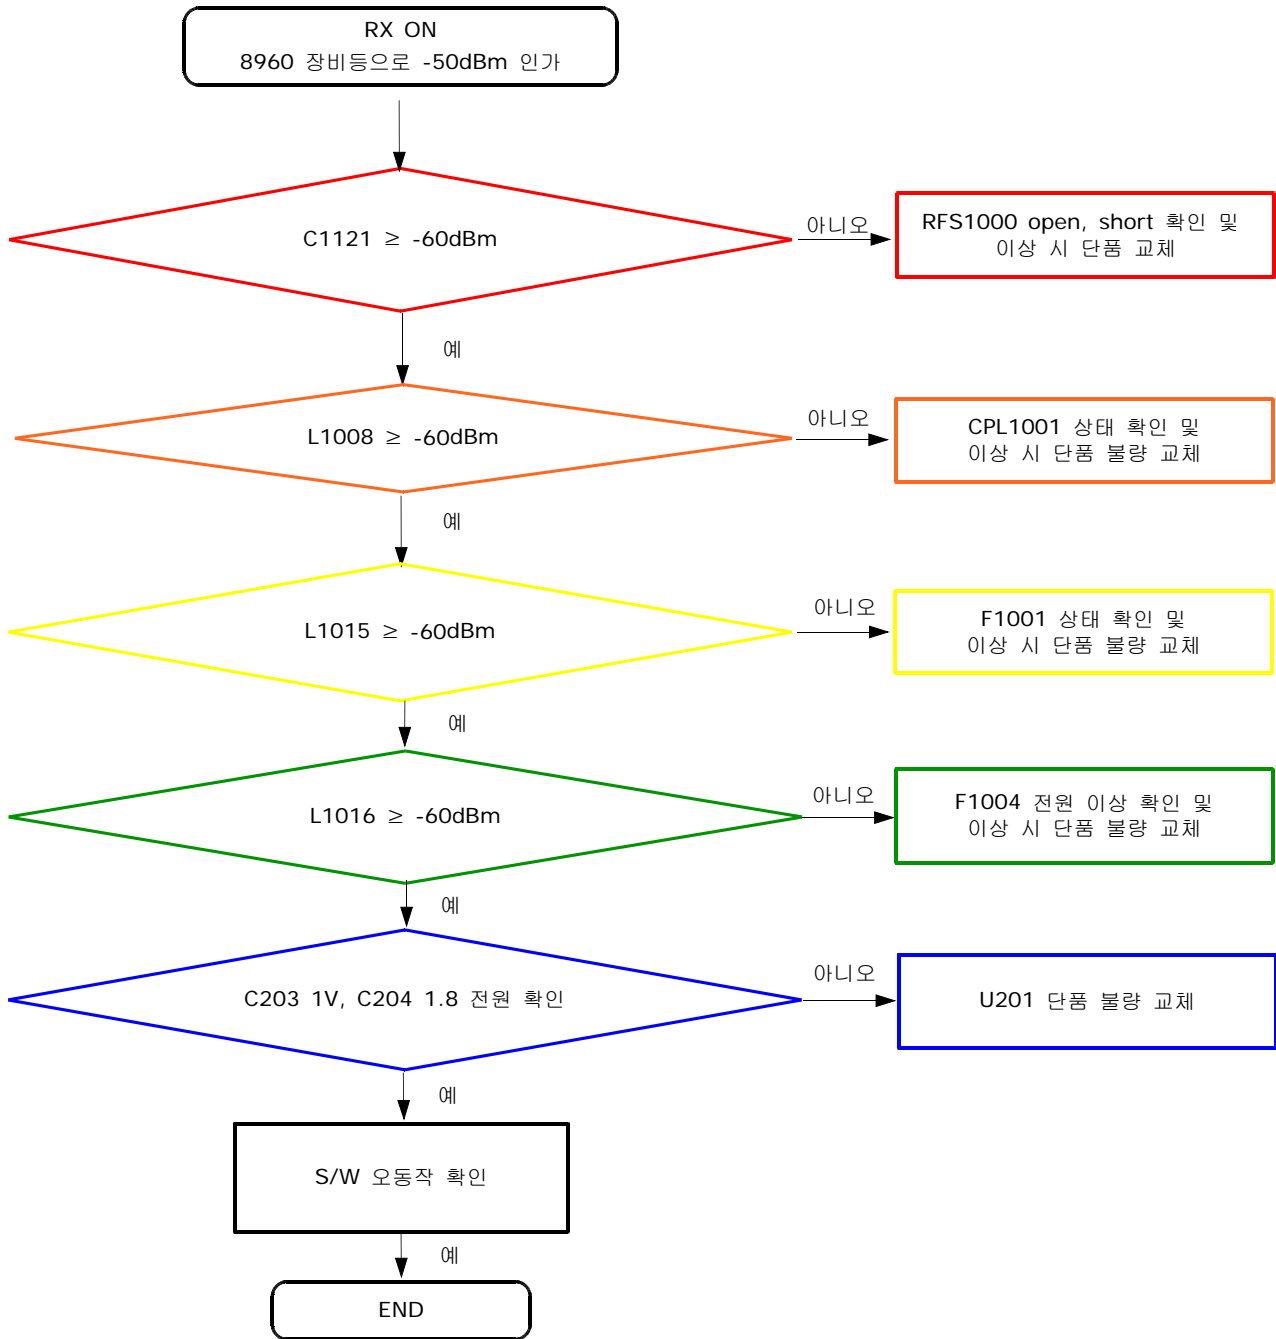 RX ON
8960 장비등으로 -50dBm 인가
C1121 ≥ -60dBm
아니오
RFS1000 open, short 확인 및
이상 시 단품 교체
예
L1008 ≥ -60dBm
아니오
CPL1001 상태 확인 및
이상 시 단품 불량 교체
예
L1015 ≥ -60dBm
아니오
F1001 상태 확인 및
이상 시 단품 불량 교체
예
L1016 ≥ -60dBm
아니오
F1004 전원 이상 확인 및
이상 시 단품 불량 교체
예
C203 1V, C204 1.8 전원 확인
아니오
U201 단품 불량 교체
예
S/W 오동작 확인
예
END